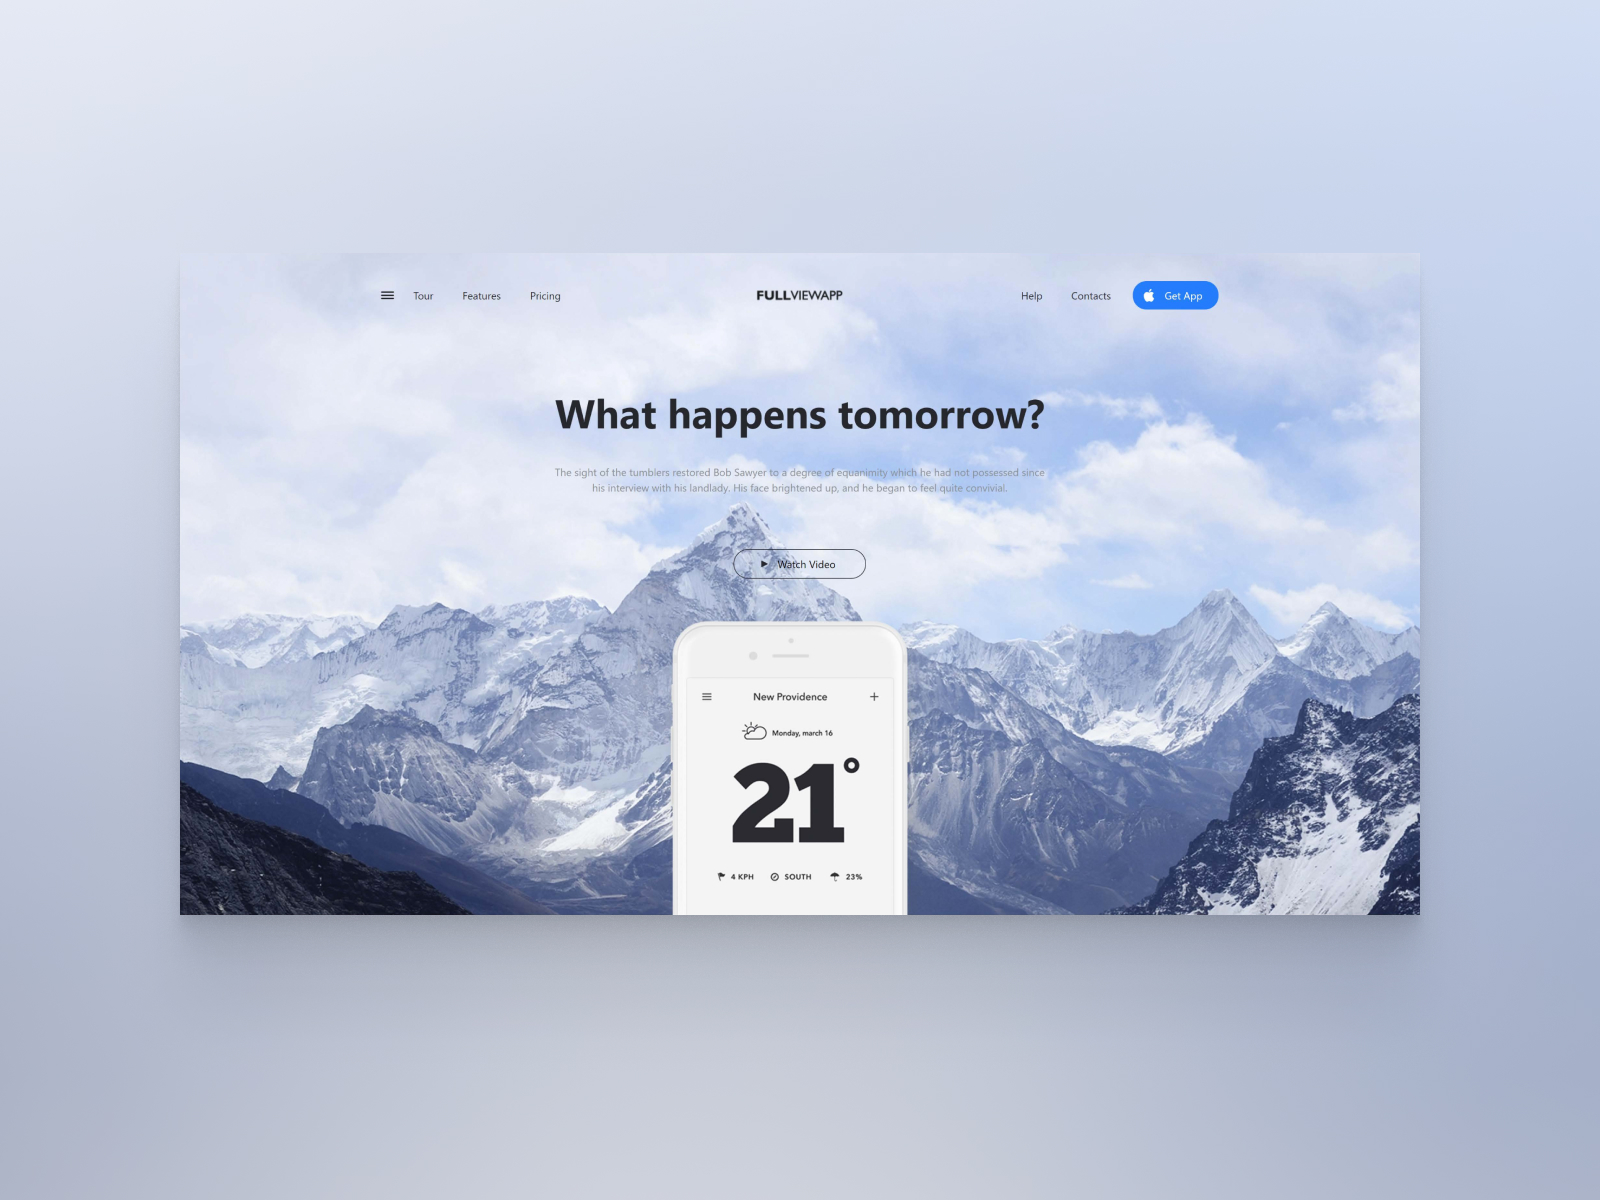 Tour Features Pricing FULLVIEWAPP Help Contacts Get App
What happens tomorrow?
The sight of the tumblers restored Bob Sawyer to a degree of equanimity which he had not possessed since
his interview with his landlady. His face brightened up, and he began to feel quite convivial.
Watch Video
New Providence
Monday, march 16
21°
4 KPH SOUTH 23%